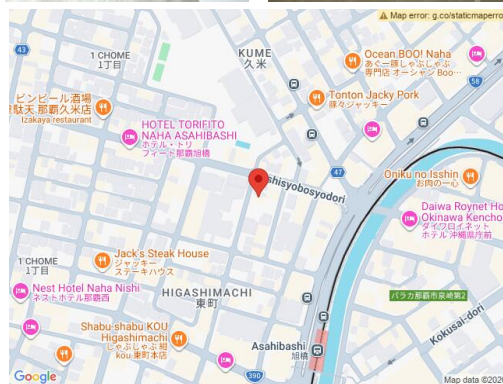 Map error: g.co/staticmaperro
43
1 CHOME
1丁目
KUME
久米
Ocean BOO! Naha
あぐー豚しゃぶしゃぶ
専門店 オーシャン Boo…
58
ビンビール酒場
駄天 那覇久米店
Izakaya restaurant
Tonton Jacky Pork
豚々ジャッキー
HOTEL TORIFITO
NAHA ASAHIBASHI
ホテル・トリ
フィート那覇旭橋
47
shisyobosyodori
Oniku no Isshin
お肉の一心
Daiwa Roynet Ho
Okinawa Kencho
ダイワロイネット
ホテル沖縄県庁前
Jack's Steak House
ジャッキー
ステーキハウス
1 CHOME
1丁目
Nest Hotel Naha Nishi
ネストホテル那覇西
HIGASHIMACHI
東町
パラカ那覇市泉崎第2
Kokusai-dori
Shabu-shabu KOU
Higashimachi
しゃぶしゃぶ 紺
kou 東町本店
Asahibashi
旭橋
390
Google
Map data ©2026